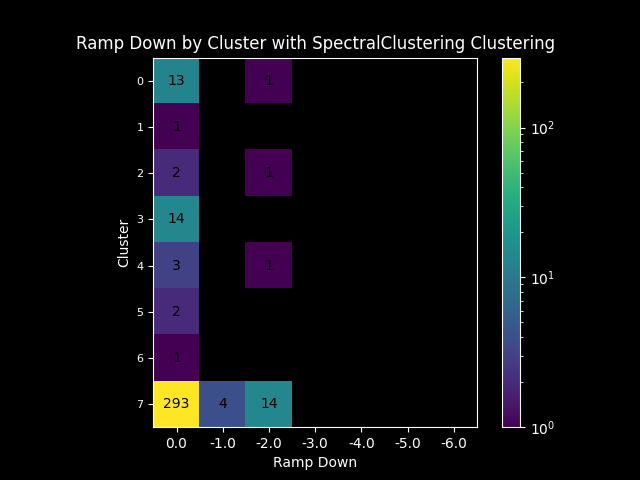 Ramp Down by Cluster with SpectralClustering Clustering
0 13 1
1 1
2 2 1
3 14
4 3 1
5 2
6 1
7 293 4 14
0.0 -1.0 -2.0 -3.0 -4.0 -5.0 -6.0
Ramp Down
Cluster
10²
10¹
10⁰